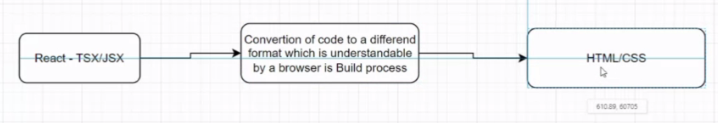 React - TSX/JSX
Convertion of code to a differend
format which is understandable
by a browser is Build process
HTML/CSS
610.89, 60705